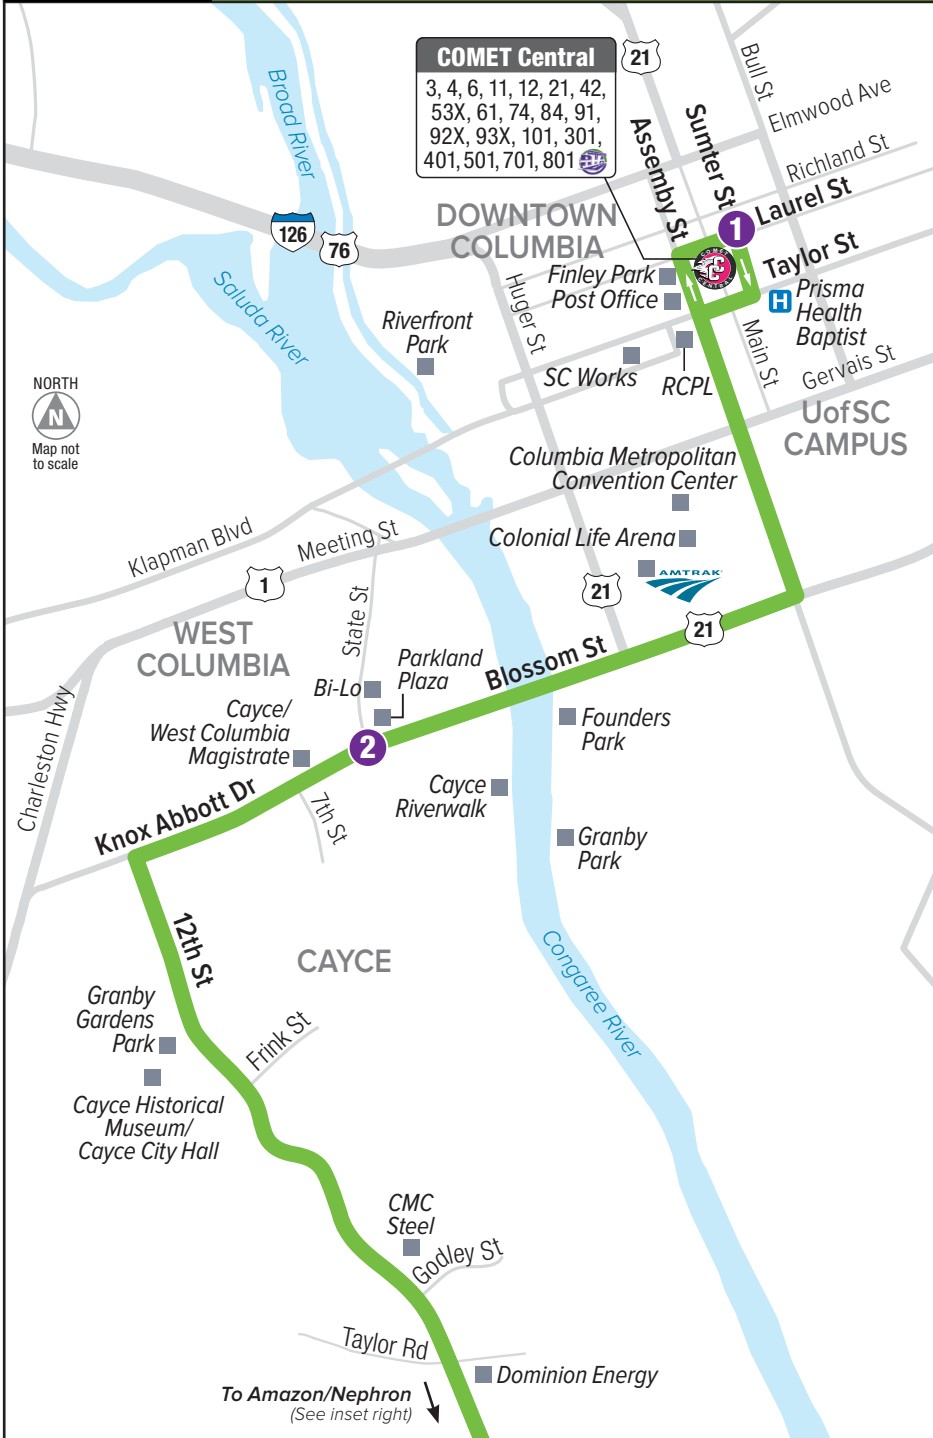 COMET Central
3, 4, 6, 11, 12, 21, 42,
53X, 61, 74, 84, 91,
92X, 93X, 101, 301,
401, 501, 701, 801
21
Bull St
Elmwood Ave
Sumter St
Assemby St
Richland St
Laurel St
Taylor St
Broad River
126
76
DOWNTOWN
COLUMBIA
1
COMET
CENTRAL
Finley Park
Post Office
H
Prisma
Health
Baptist
Saluda River
Huger St
Riverfront
Park
Main St
SC Works
RCPL
Gervais St
NORTH
N
Map not
to scale
UofSC
CAMPUS
Columbia Metropolitan
Convention Center
Klapman Blvd
Meeting St
Colonial Life Arena
AMTRAK
1
21
21
State St
WEST
COLUMBIA
Blossom St
Parkland
Plaza
Bi-Lo
Cayce/
West Columbia
Magistrate
2
Founders
Park
Charleston Hwy
Cayce
Riverwalk
Knox Abbott Dr
7th St
Granby
Park
12th St
CAYCE
Congaree River
Granby
Gardens
Park
Frink St
Cayce Historical
Museum/
Cayce City Hall
CMC
Steel
Godley St
Taylor Rd
Dominion Energy
To Amazon/Nephron
(See inset right)